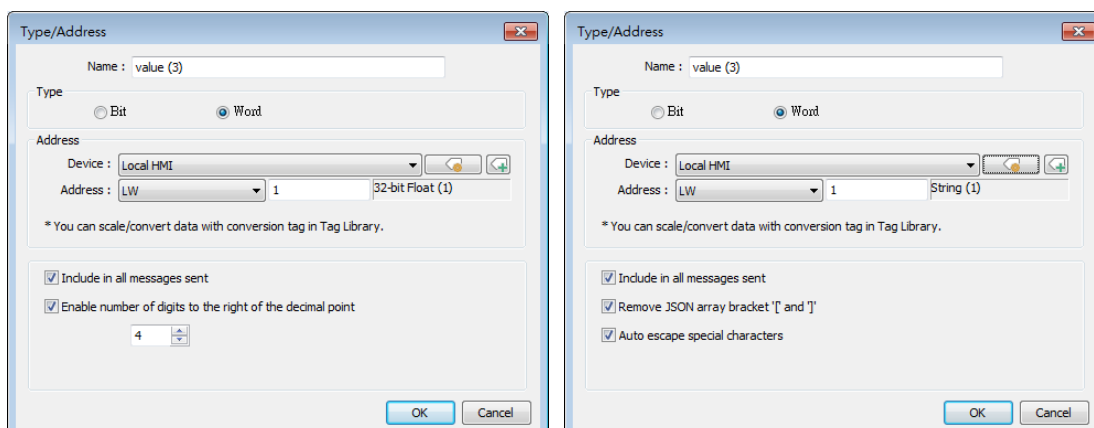 Type/Address
Name : value (3)
Type
Bit Word
Address
Device : Local HMI
Address : LW 1 32-bit Float (1)
* You can scale/convert data with conversion tag in Tag Library.
Include in all messages sent
Enable number of digits to the right of the decimal point
4
OK Cancel
Type/Address
Name : value (3)
Type
Bit Word
Address
Device : Local HMI
Address : LW 1 String (1)
* You can scale/convert data with conversion tag in Tag Library.
Include in all messages sent
Remove JSON array bracket '[' and ']'
Auto escape special characters
OK Cancel